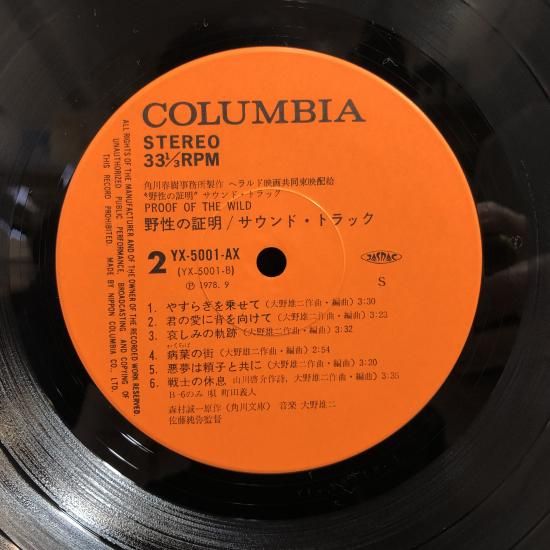 COLUMBIA
STEREO
33⅓RPM
角川春樹事務所製作 ヘラルド映画共同東映配給
"野性の証明" サウンド・トラック
PROOF OF THE WILD
野性の証明/サウンド・トラック
2 YX-5001-AX
(YX-5001-B)
Ⓟ 1978. 9
JASRAC
S
1. やすらぎを乗せて (大野雄二作曲・編曲) 3:30
2. 君の愛に背を向けて (大野雄二作曲・編曲) 3:23
3. 哀しみの軌跡 (大野雄二作曲・編曲) 3:32
わくらば
4. 病葉の街 (大野雄二作曲・編曲) 2:54
5. 悪夢は頼子と共に (大野雄二作曲・編曲) 3:20
6. 戦士の休息 山川啓介作詩, 大野雄二作曲・編曲) 3:35
B-6のみ 唄 町田義人
森村誠一原作 (角川文庫) 音楽 大野雄二
佐藤純弥監督
ALL RIGHTS OF THE MANUFACTURER AND OF THE OWNER OF THE RECORDED WORK RESERVED.
UNAUTHORIZED PUBLIC PERFORMANCE, BROADCASTING AND COPYING OF
THIS RECORD PROHIBITED. MADE BY NIPPON COLUMBIA CO., LTD.